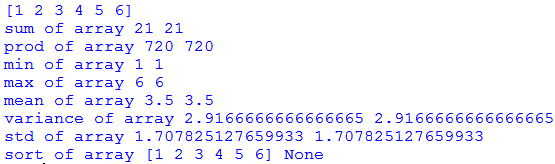 [1 2 3 4 5 6]
sum of array 21 21
prod of array 720 720
min of array 1 1
max of array 6 6
mean of array 3.5 3.5
variance of array 2.9166666666666665 2.9166666666666665
std of array 1.707825127659933 1.707825127659933
sort of array [1 2 3 4 5 6] None